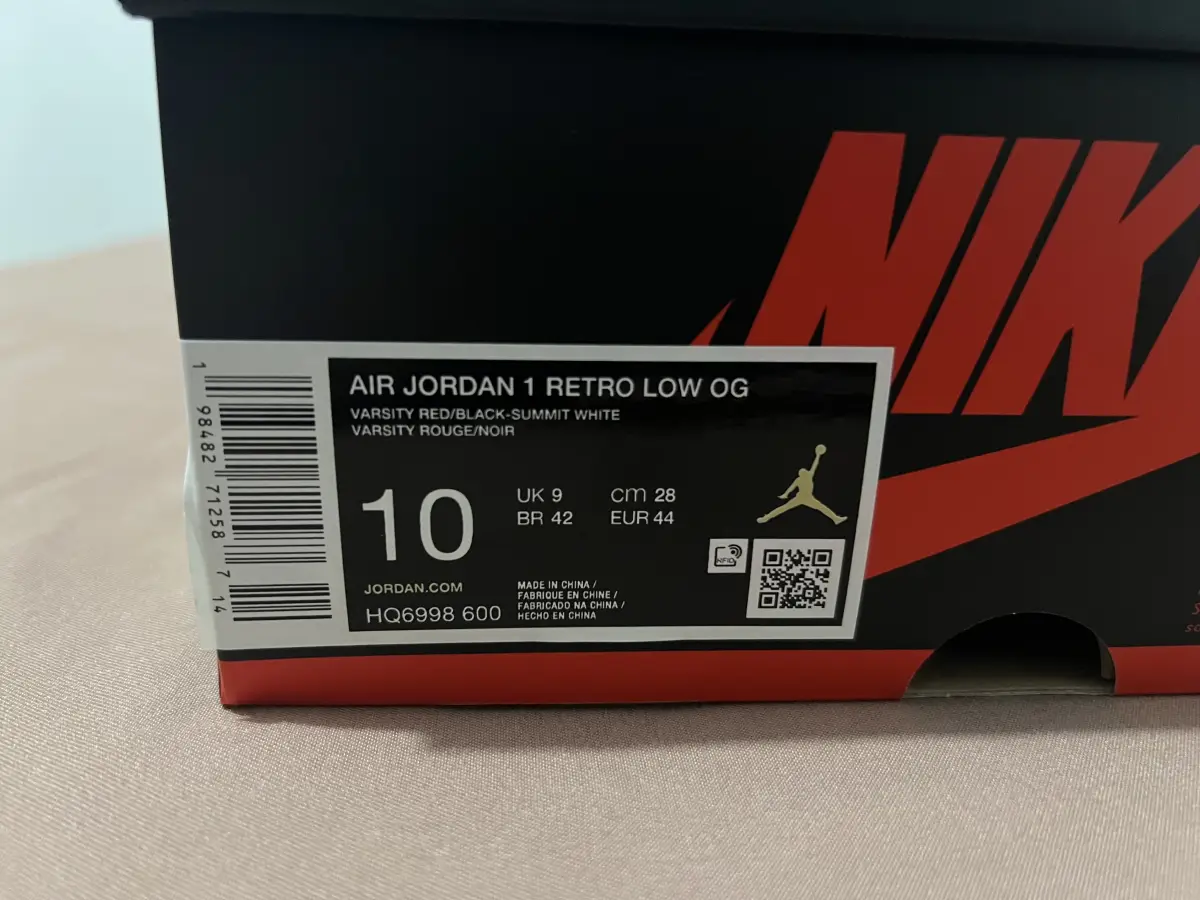 NIK
AIR JORDAN 1 RETRO LOW OG
VARSITY RED/BLACK-SUMMIT WHITE
VARSITY ROUGE/NOIR
10
UK 9 cm 28
BR 42 EUR 44
JORDAN.COM
HQ6998 600
MADE IN CHINA /
FABRIQUE EN CHINE /
FABRICADO NA CHINA /
HECHO EN CHINA
RFID
1 98482 71258 7 14